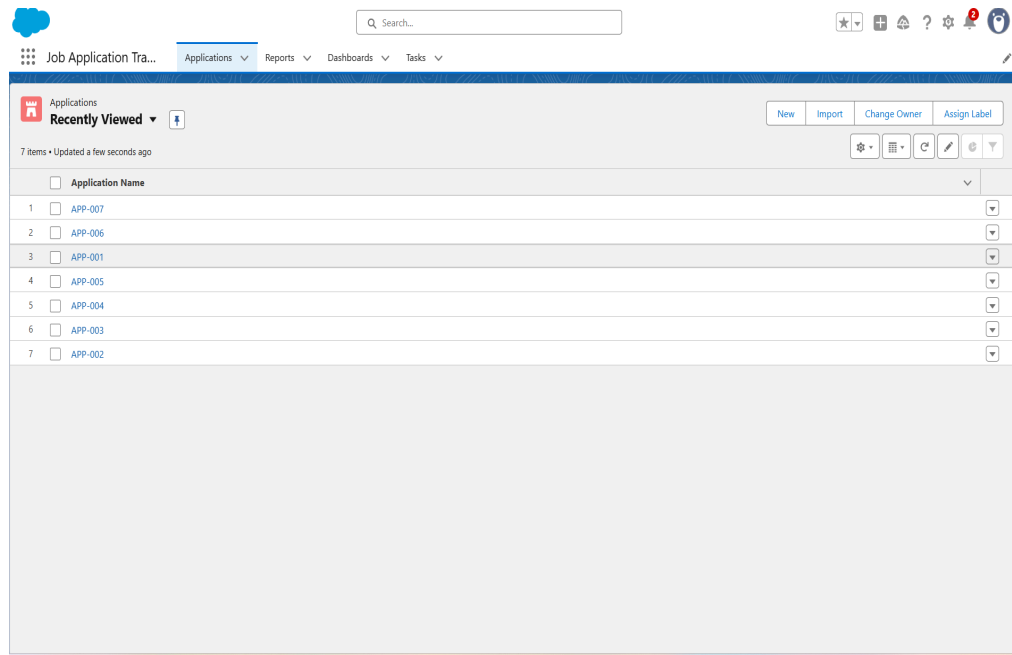 Search...
2
Job Application Tra...
Applications
Reports
Dashboards
Tasks
Applications
Recently Viewed
New
Import
Change Owner
Assign Label
7 items • Updated a few seconds ago
Application Name
1 APP-007
2 APP-006
3 APP-001
4 APP-005
5 APP-004
6 APP-003
7 APP-002